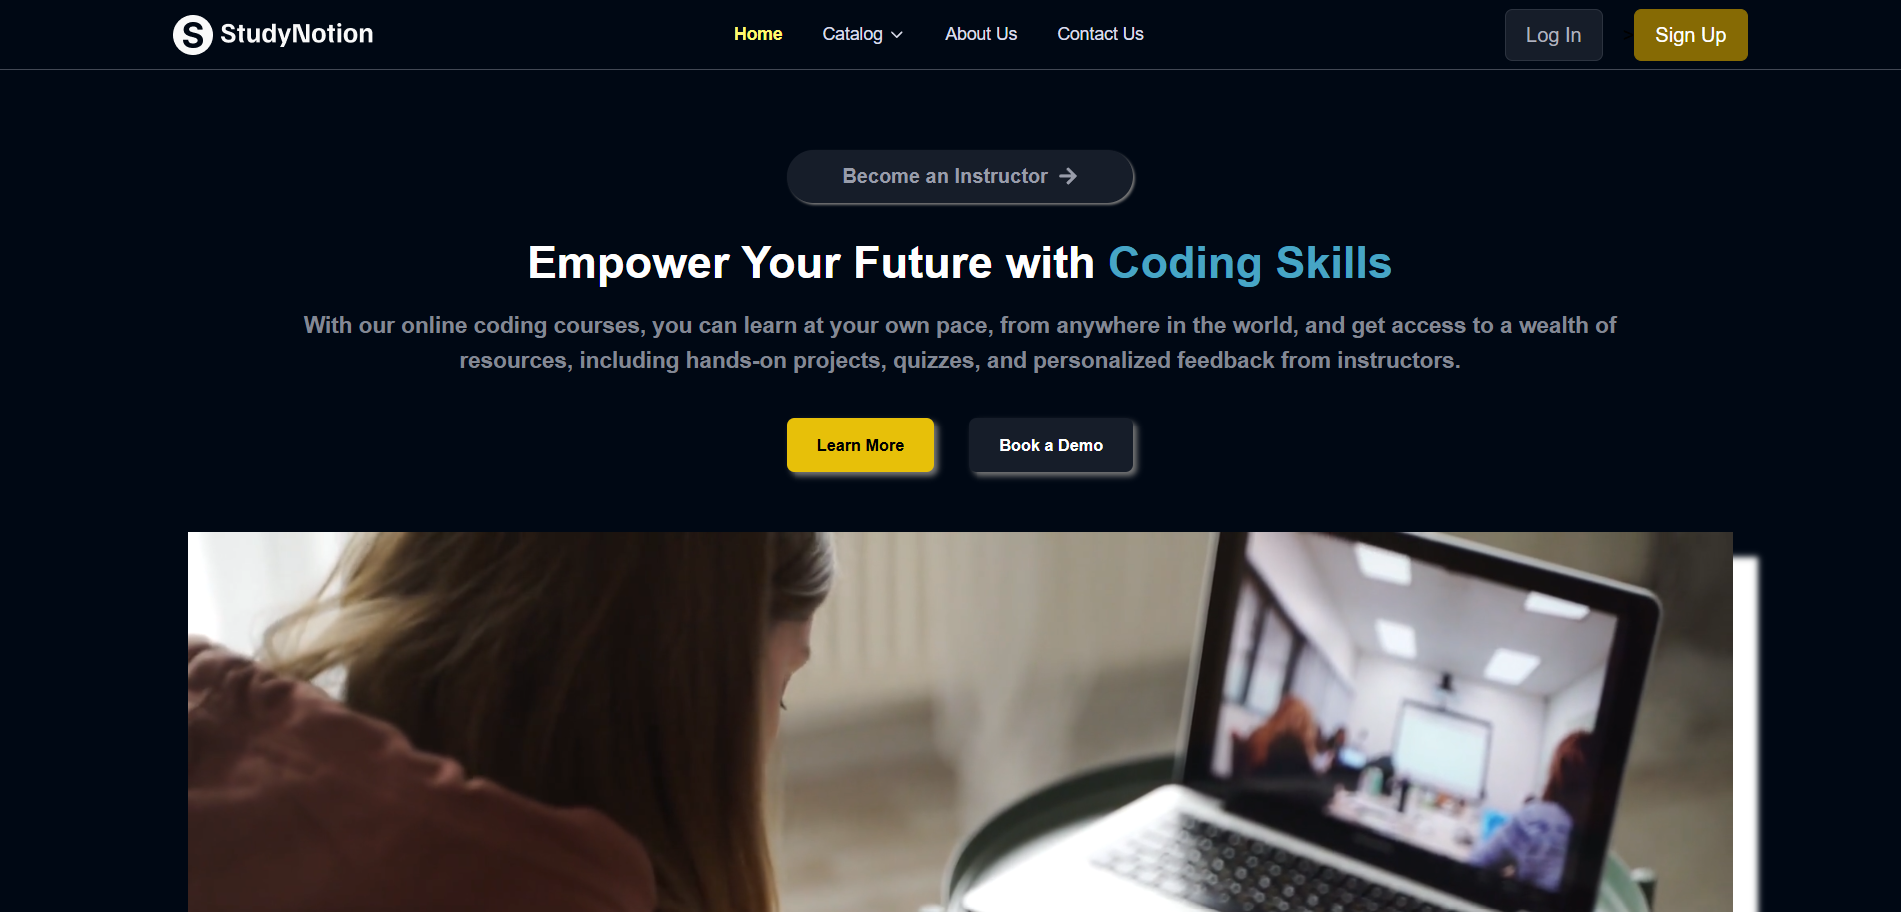 S StudyNotion
Home
Catalog
About Us
Contact Us
Log In
Sign Up
Become an Instructor →
Empower Your Future with Coding Skills
With our online coding courses, you can learn at your own pace, from anywhere in the world, and get access to a wealth of
resources, including hands-on projects, quizzes, and personalized feedback from instructors.
Learn More
Book a Demo